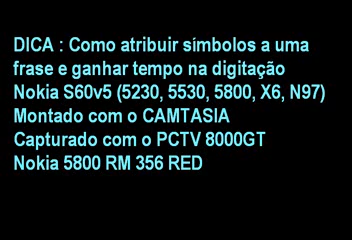 DICA : Como atribuir símbolos a uma
frase e ganhar tempo na digitação
Nokia S60v5 (5230, 5530, 5800, X6, N97)
Montado com o CAMTASIA
Capturado com o PCTV 8000GT
Nokia 5800 RM 356 RED